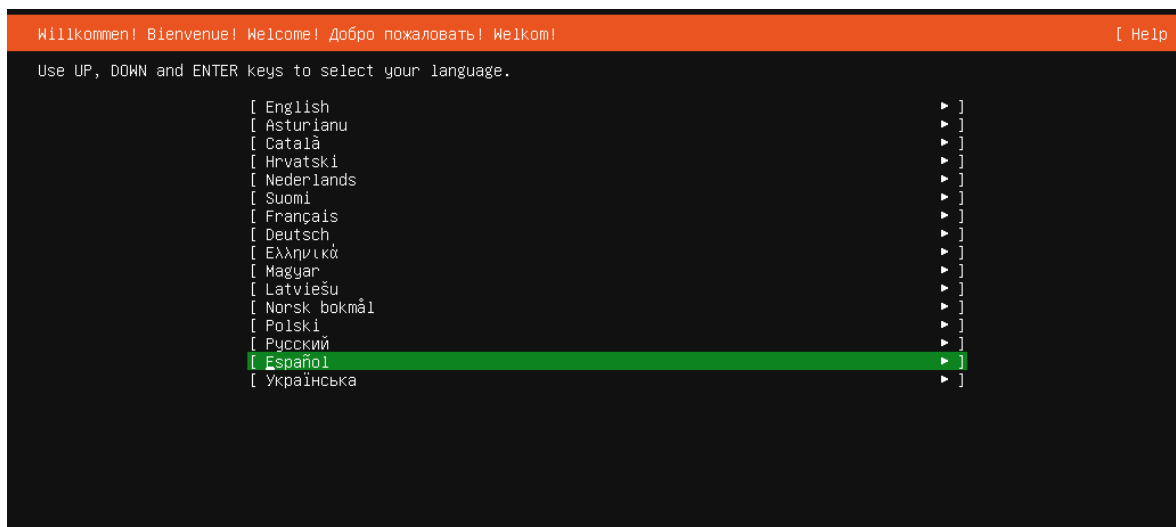 Willkommen! Bienvenue! Welcome! Добро пожаловать! Welkom! [ Help
Use UP, DOWN and ENTER keys to select your language.
[ English ► ]
[ Asturianu ► ]
[ Català ► ]
[ Hrvatski ► ]
[ Nederlands ► ]
[ Suomi ► ]
[ Français ► ]
[ Deutsch ► ]
[ Ελληνικά ► ]
[ Magyar ► ]
[ Latviešu ► ]
[ Norsk bokmål ► ]
[ Polski ► ]
[ Русский ► ]
[ Español ► ]
[ Українська ► ]